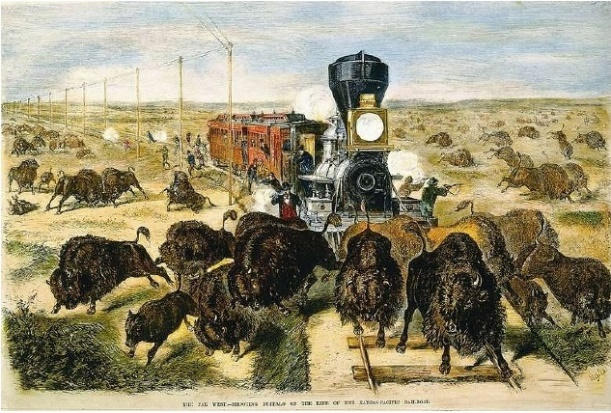 THE FAR WEST.—SHOOTING BUFFALO ON THE LINE OF THE KANSAS-PACIFIC RAILROAD.